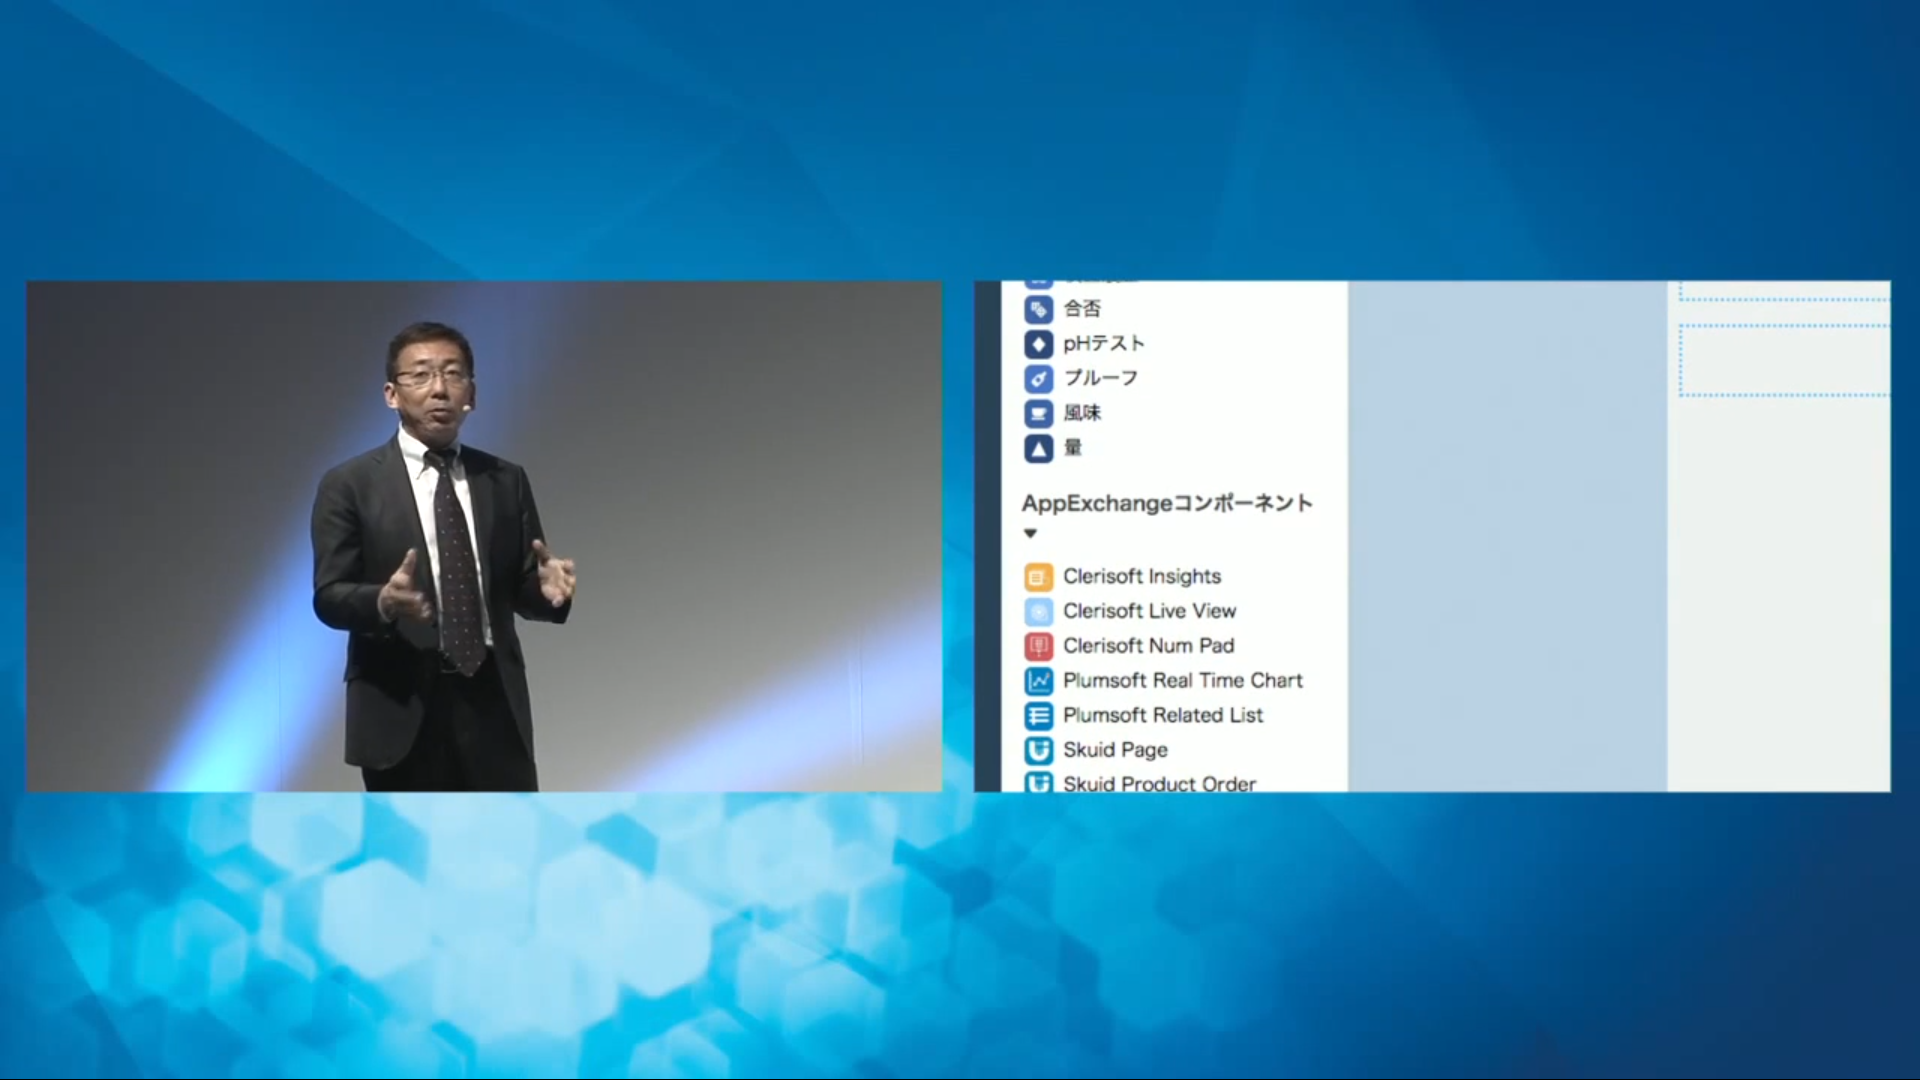 合否
pHテスト
プルーフ
風味
量
AppExchangeコンポーネント
Clerisoft Insights
Clerisoft Live View
Clerisoft Num Pad
Plumsoft Real Time Chart
Plumsoft Related List
Skuid Page
Skuid Product Order